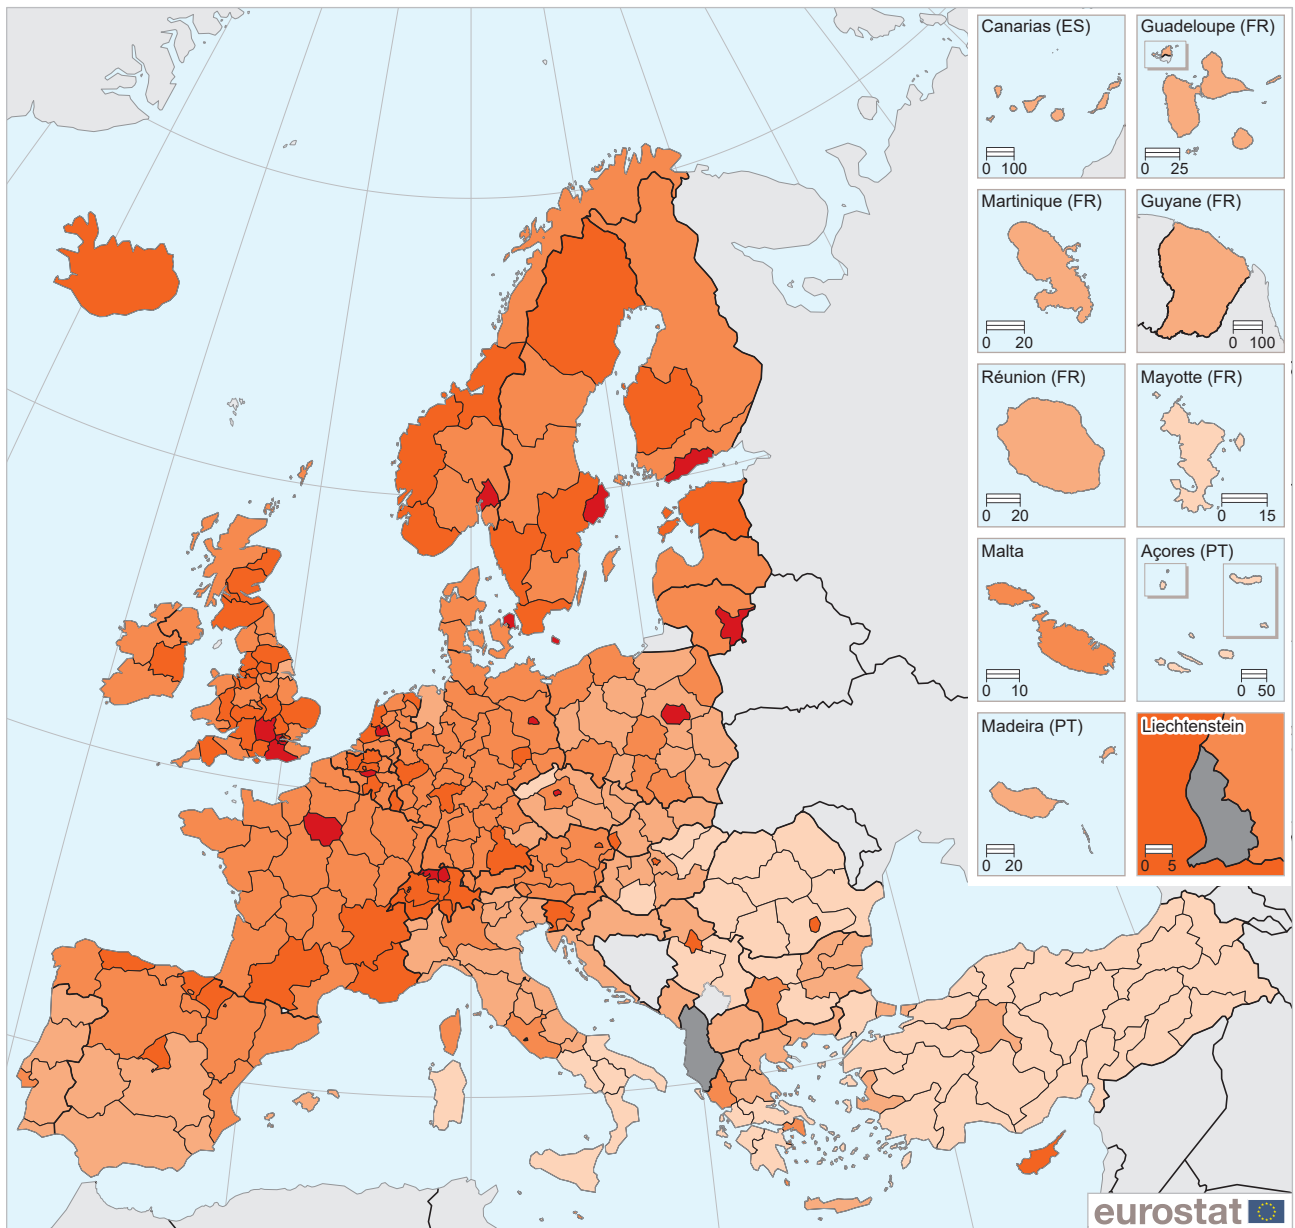 Canarias (ES)
0 100
Guadeloupe (FR)
0 25
Martinique (FR)
0 20
Guyane (FR)
0 100
Réunion (FR)
0 20
Mayotte (FR)
0 15
Malta
0 10
Açores (PT)
0 50
Madeira (PT)
0 20
Liechtenstein
0 5
eurostat